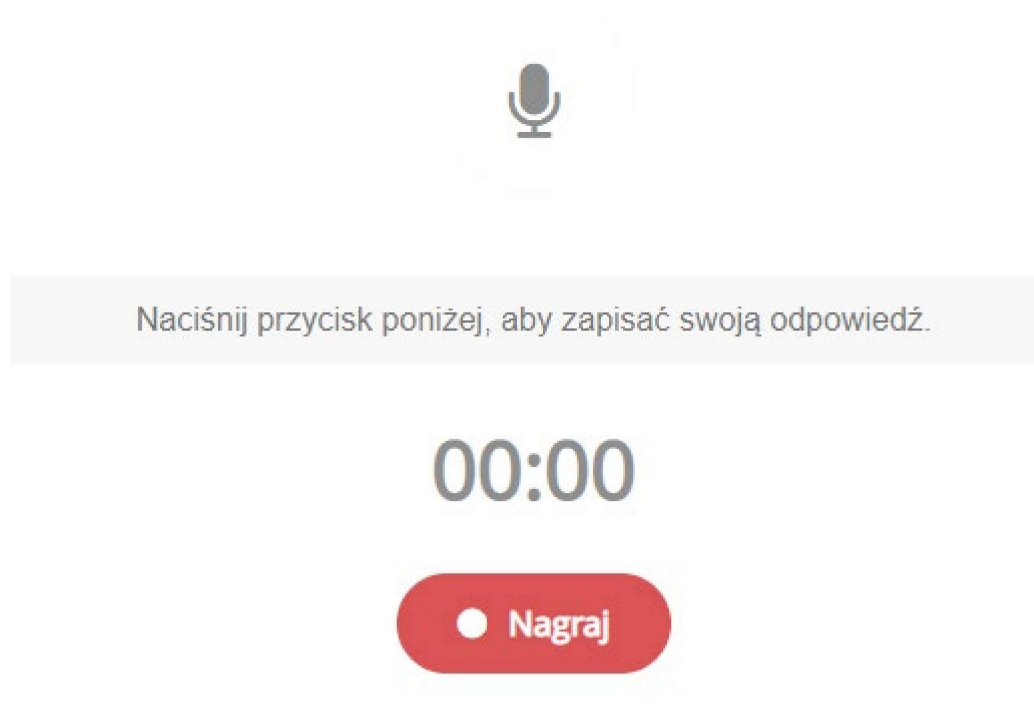 Naciśnij przycisk poniżej, aby zapisać swoją odpowiedź.
00:00
Nagraj